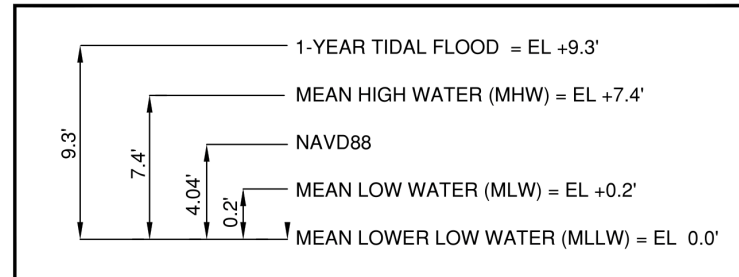 1-YEAR TIDAL FLOOD = EL +9.3'
MEAN HIGH WATER (MHW) = EL +7.4'
NAVD88
MEAN LOW WATER (MLW) = EL +0.2'
MEAN LOWER LOW WATER (MLLW) = EL 0.0'
9.3'
7.4'
4.04'
0.2'